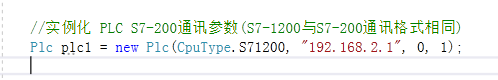 //实例化 PLC S7-200通讯参数(S7-1200与S7-200通讯格式相同)
Plc plc1 = new Plc(CpuType.S71200, "192.168.2.1", 0, 1);